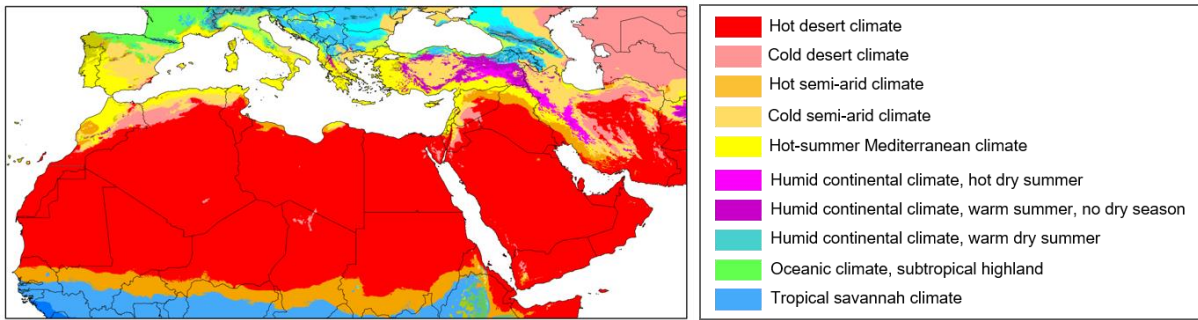 Hot desert climate
Cold desert climate
Hot semi-arid climate
Cold semi-arid climate
Hot-summer Mediterranean climate
Humid continental climate, hot dry summer
Humid continental climate, warm summer, no dry season
Humid continental climate, warm dry summer
Oceanic climate, subtropical highland
Tropical savannah climate